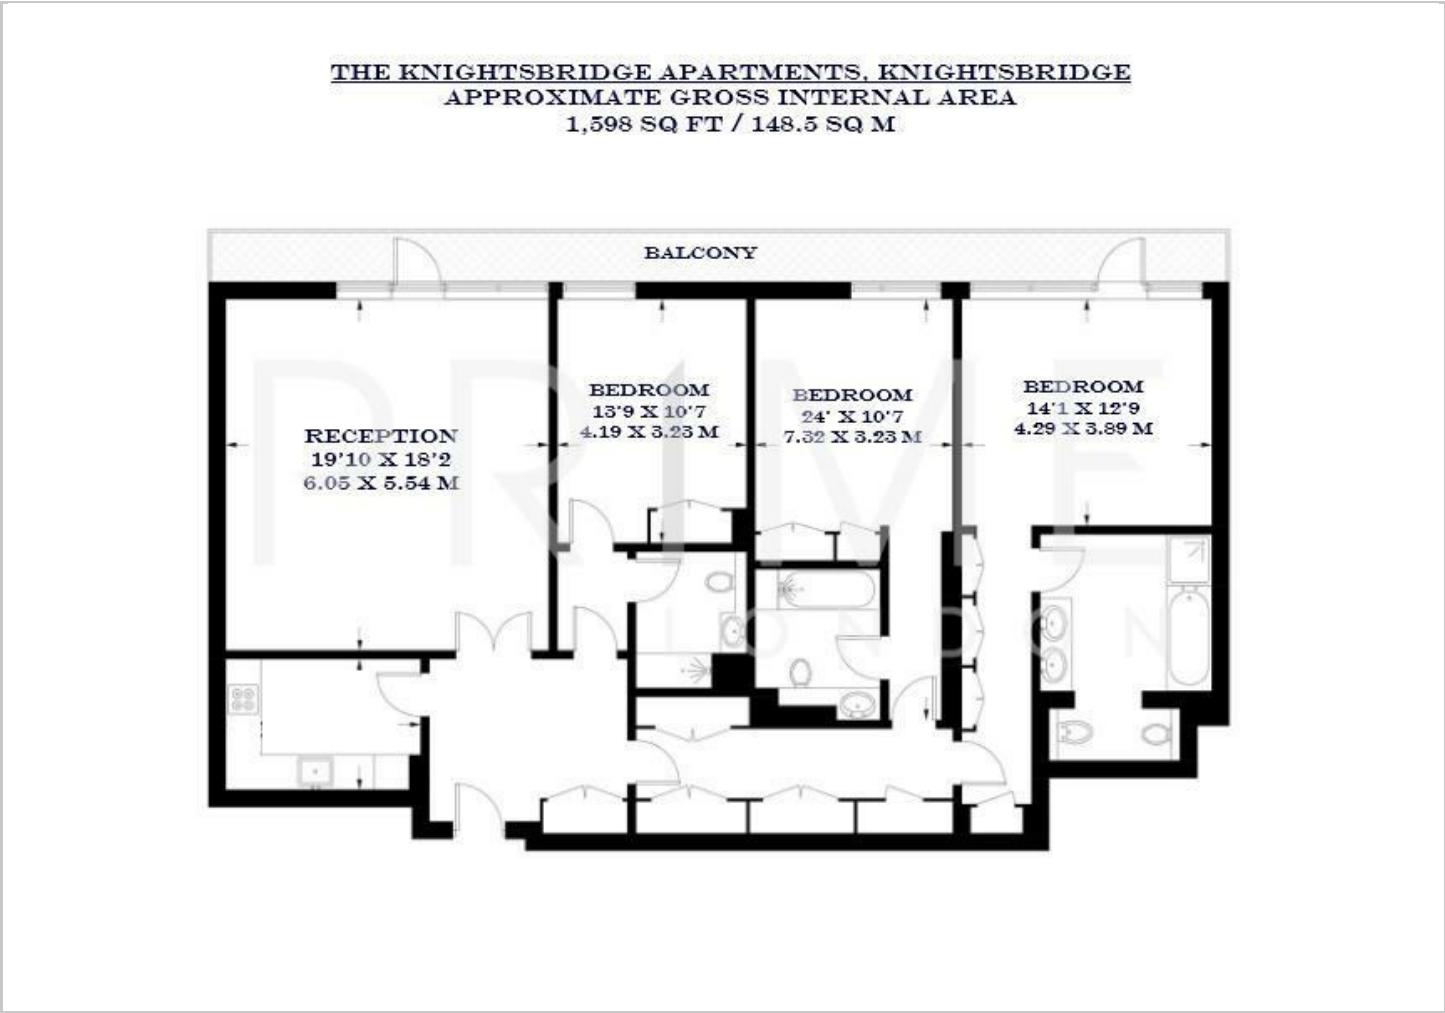 THE KNIGHTSBRIDGE APARTMENTS, KNIGHTSBRIDGE
APPROXIMATE GROSS INTERNAL AREA
1,598 SQ FT / 148.5 SQ M
BALCONY
RECEPTION
19'10 X 18'2
6.05 X 5.54 M
BEDROOM
13'9 X 10'7
4.19 X 3.23 M
BEDROOM
24' X 10'7
7.32 X 3.23 M
BEDROOM
14'1 X 12'9
4.29 X 3.89 M
PRIME
LONDON